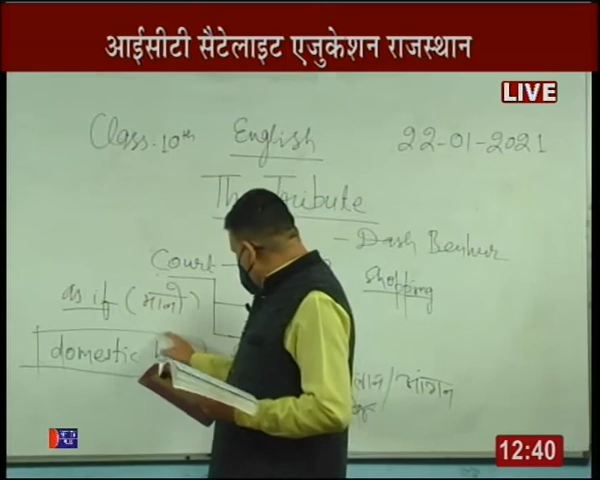 आईसीटी सैटेलाइट एजुकेशन राजस्थान
LIVE
Class-10th English 22-01-2021
The Tribute
- Dash Benhur
Court -
shopping
as if (मानो)
domestic
/ आंगन
12:40